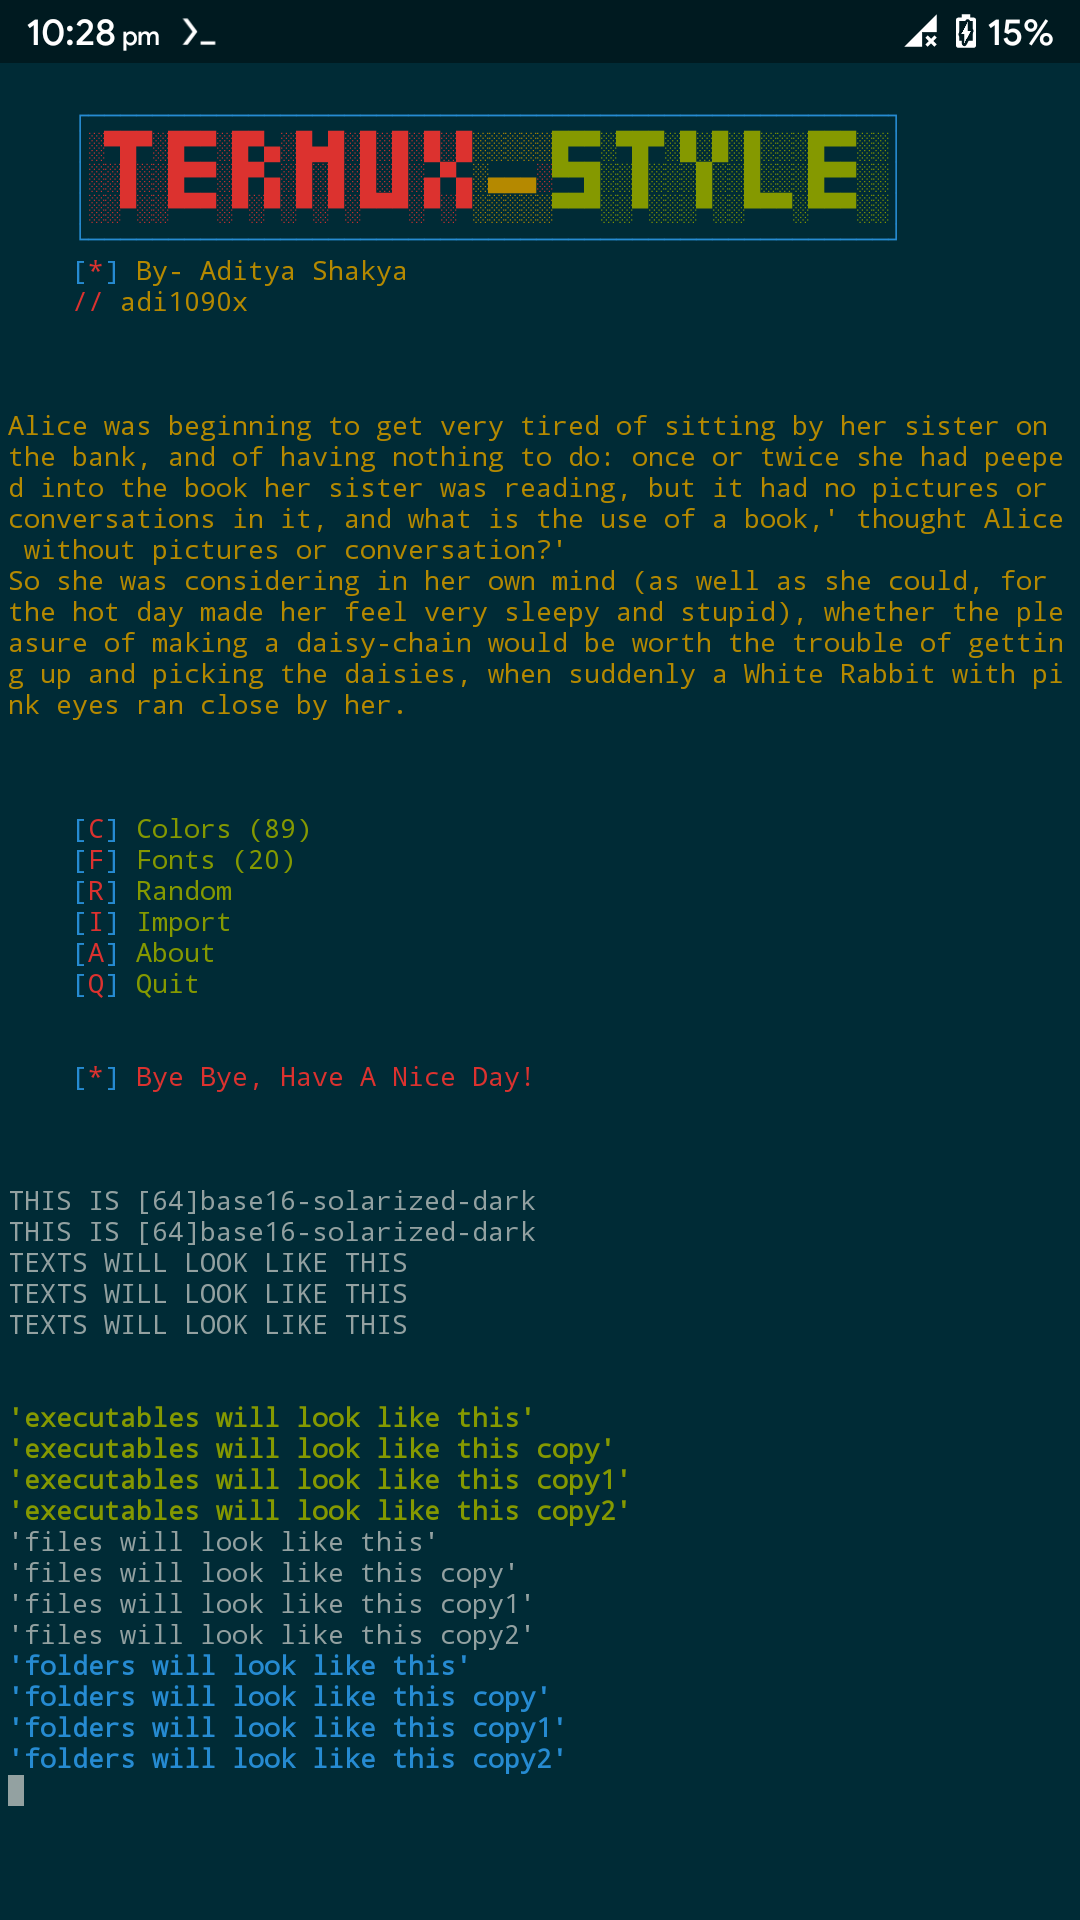 10:28 pm 15%
TERMUX-STYLE
[*] By- Aditya Shakya
// adi1090x
Alice was beginning to get very tired of sitting by her sister on
the bank, and of having nothing to do: once or twice she had peepe
d into the book her sister was reading, but it had no pictures or
conversations in it, and what is the use of a book,' thought Alice
without pictures or conversation?'
So she was considering in her own mind (as well as she could, for
the hot day made her feel very sleepy and stupid), whether the ple
asure of making a daisy-chain would be worth the trouble of gettin
g up and picking the daisies, when suddenly a White Rabbit with pi
nk eyes ran close by her.
[C] Colors (89)
[F] Fonts (20)
[R] Random
[I] Import
[A] About
[Q] Quit
[*] Bye Bye, Have A Nice Day!
THIS IS [64]base16-solarized-dark
THIS IS [64]base16-solarized-dark
TEXTS WILL LOOK LIKE THIS
TEXTS WILL LOOK LIKE THIS
TEXTS WILL LOOK LIKE THIS
'executables will look like this'
'executables will look like this copy'
'executables will look like this copy1'
'executables will look like this copy2'
'files will look like this'
'files will look like this copy'
'files will look like this copy1'
'files will look like this copy2'
'folders will look like this'
'folders will look like this copy'
'folders will look like this copy1'
'folders will look like this copy2'